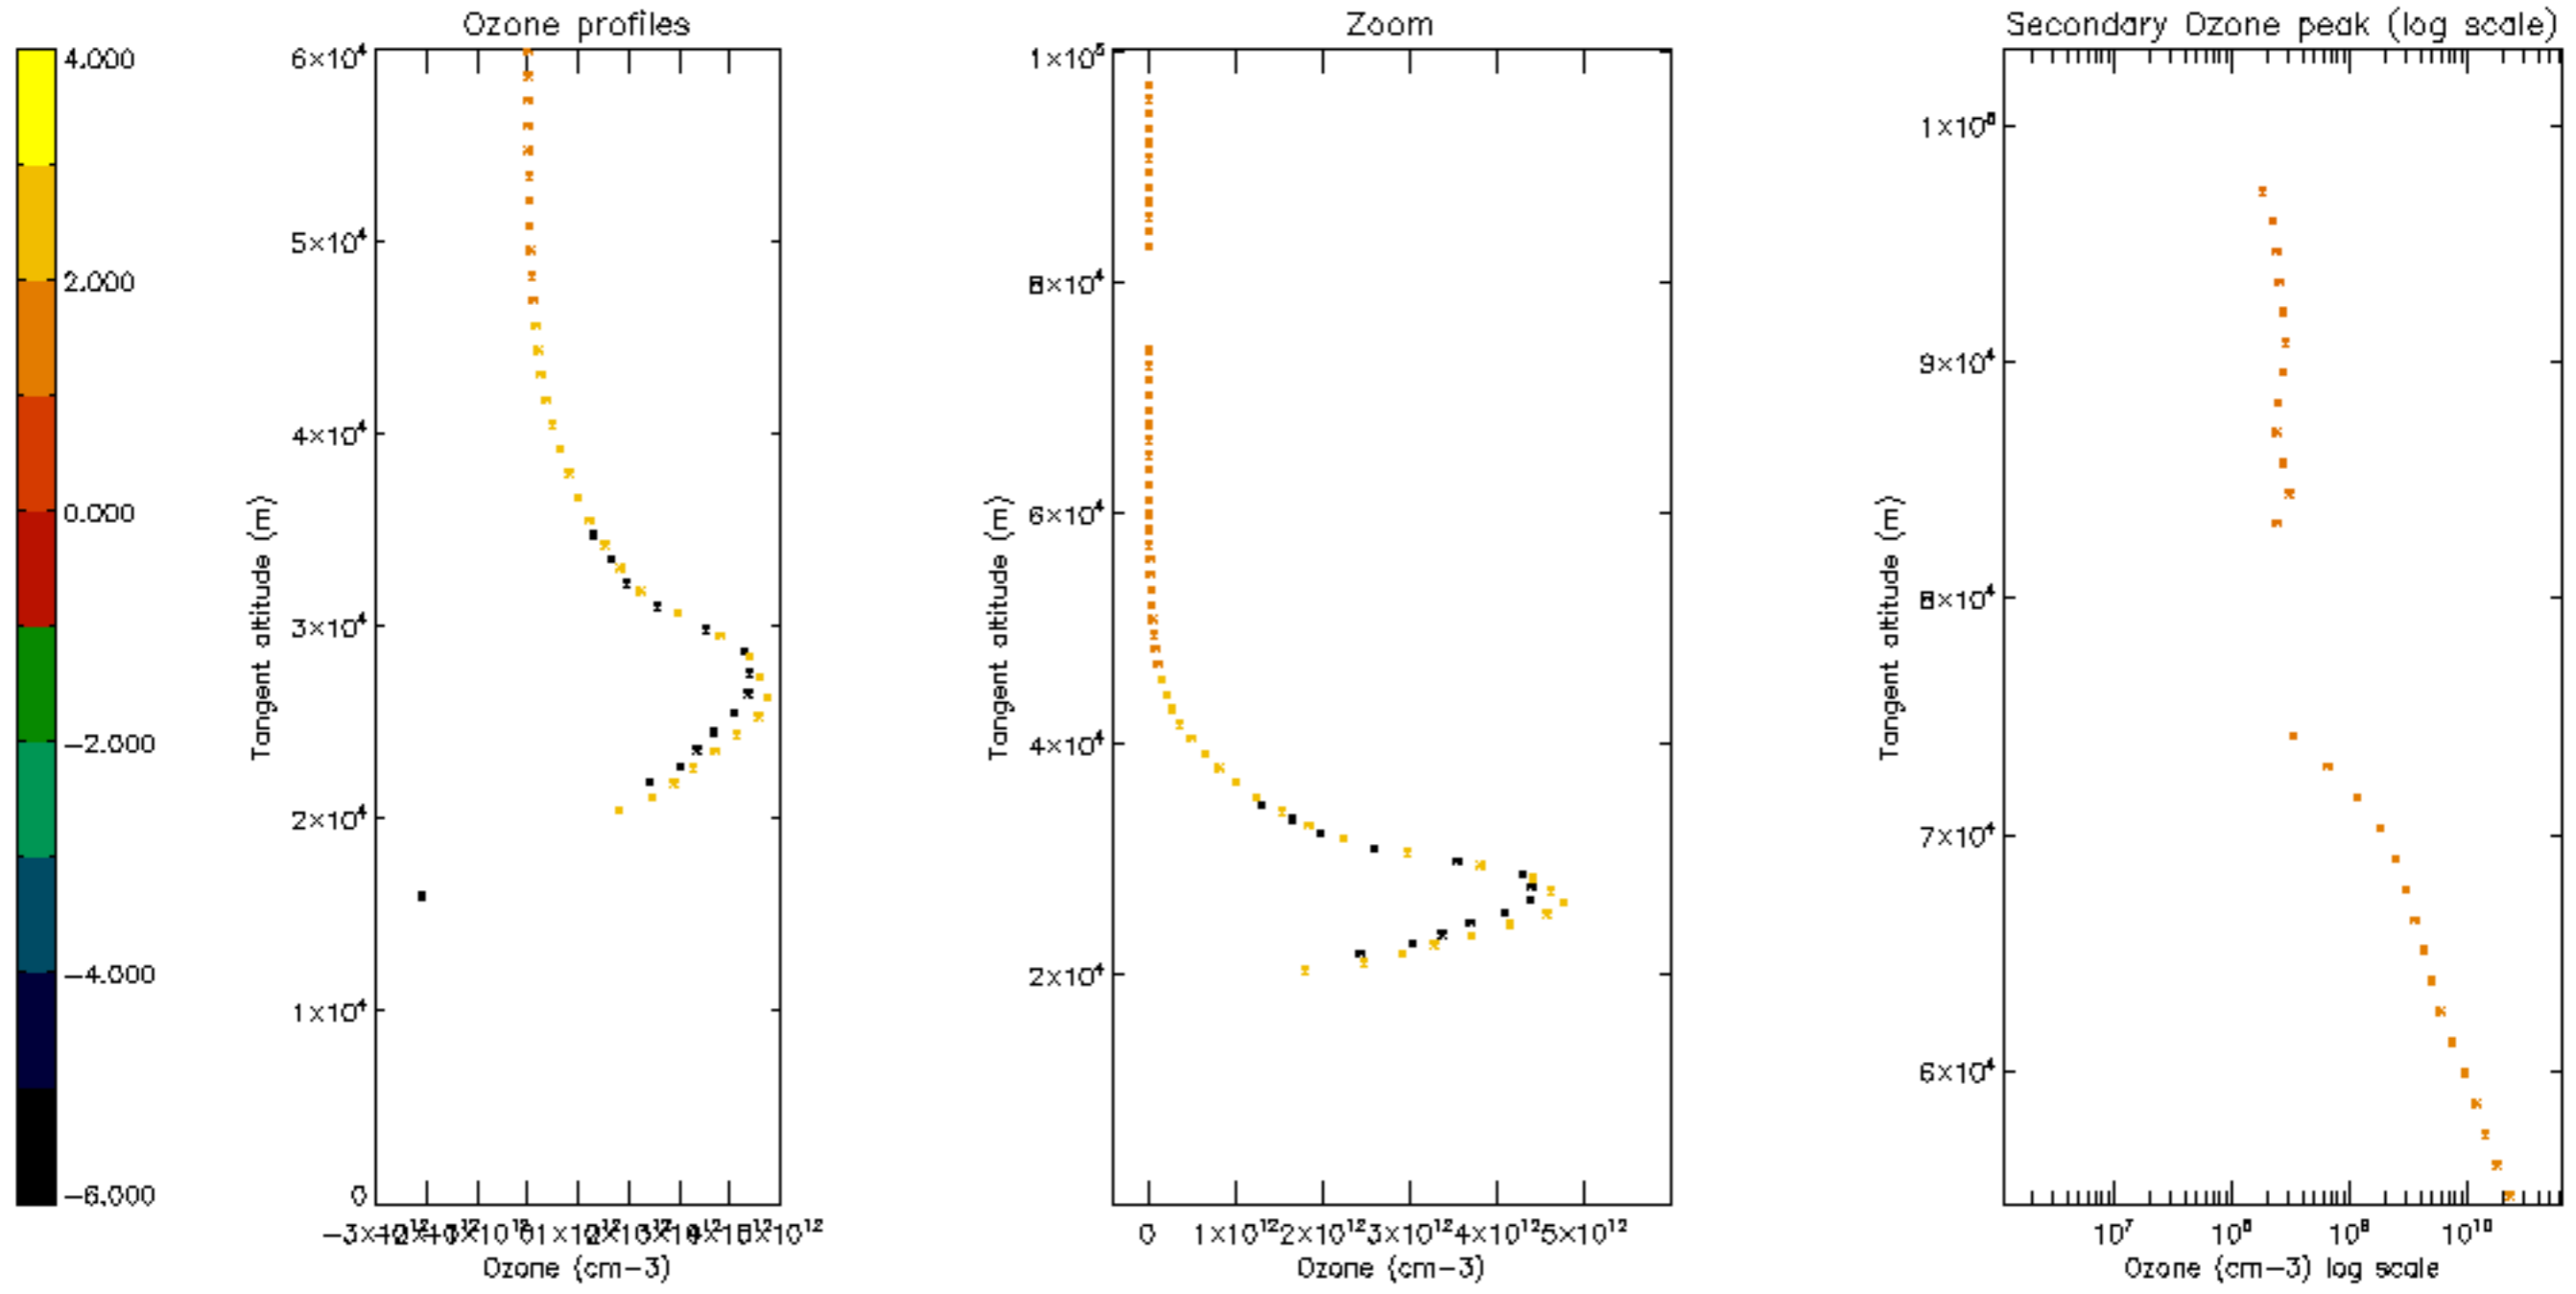 Ozone profiles
Zoom
Secondary Ozone peak (log scale)
4.000
2.000
0.000
−2.000
−4.000
−6.000
Tangent altitude (m)
6×10⁴
5×10⁴
4×10⁴
3×10⁴
2×10⁴
1×10⁴
0
Ozone (cm−3)
Tangent altitude (m)
1×10⁵
8×10⁴
6×10⁴
4×10⁴
2×10⁴
0 1×10¹² 2×10¹² 3×10¹² 4×10¹² 5×10¹²
Ozone (cm−3)
Tangent altitude (m)
1×10⁵
9×10⁴
8×10⁴
7×10⁴
6×10⁴
10⁷ 10⁸ 10⁹ 10¹⁰
Ozone (cm−3) log scale